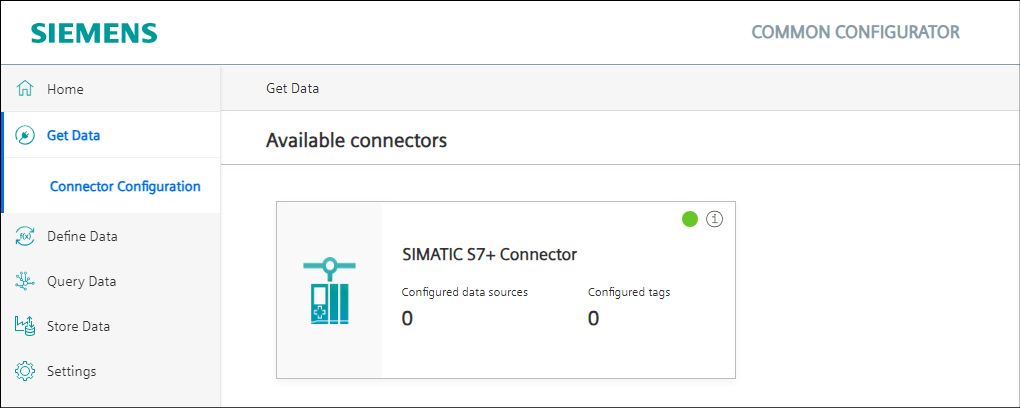 SIEMENS
COMMON CONFIGURATOR
Home
Get Data
Connector Configuration
Define Data
Query Data
Store Data
Settings
Get Data
Available connectors
SIMATIC S7+ Connector
Configured data sources
0
Configured tags
0